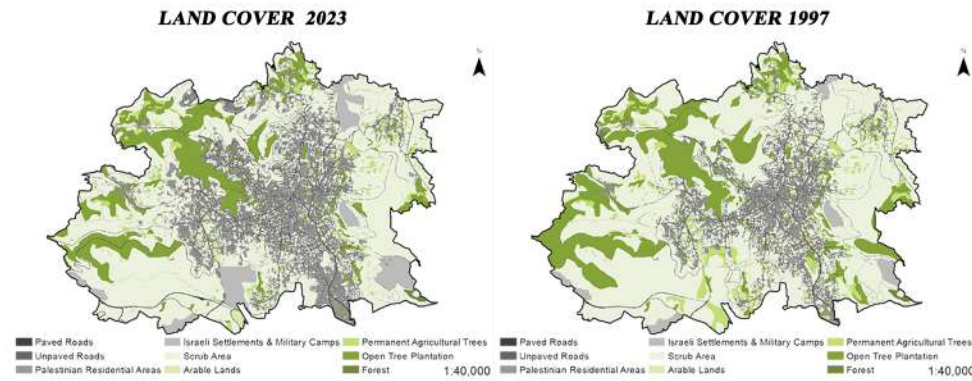 LAND COVER 2023
LAND COVER 1997
N
N
Paved Roads
Israeli Settlements & Military Camps
Permanent Agricultural Trees
Unpaved Roads
Scrub Area
Open Tree Plantation
Palestinian Residential Areas
Arable Lands
Forest
1:40,000
Paved Roads
Israeli Settlements & Military Camps
Permanent Agricultural Trees
Unpaved Roads
Scrub Area
Open Tree Plantation
Palestinian Residential Areas
Arable Lands
Forest
1:40,000